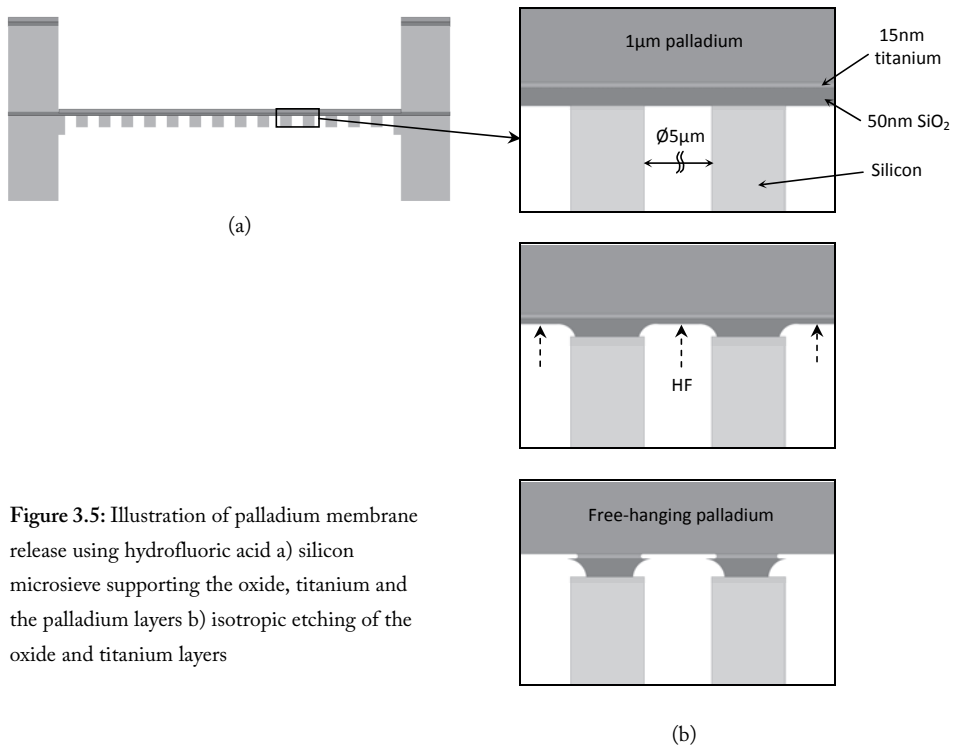 1µm palladium
15nm
titanium
50nm SiO₂
Ø5µm
Silicon
(a)
HF
Free-hanging palladium
Figure 3.5: Illustration of palladium membrane
release using hydrofluoric acid a) silicon
microsieve supporting the oxide, titanium and
the palladium layers b) isotropic etching of the
oxide and titanium layers
(b)